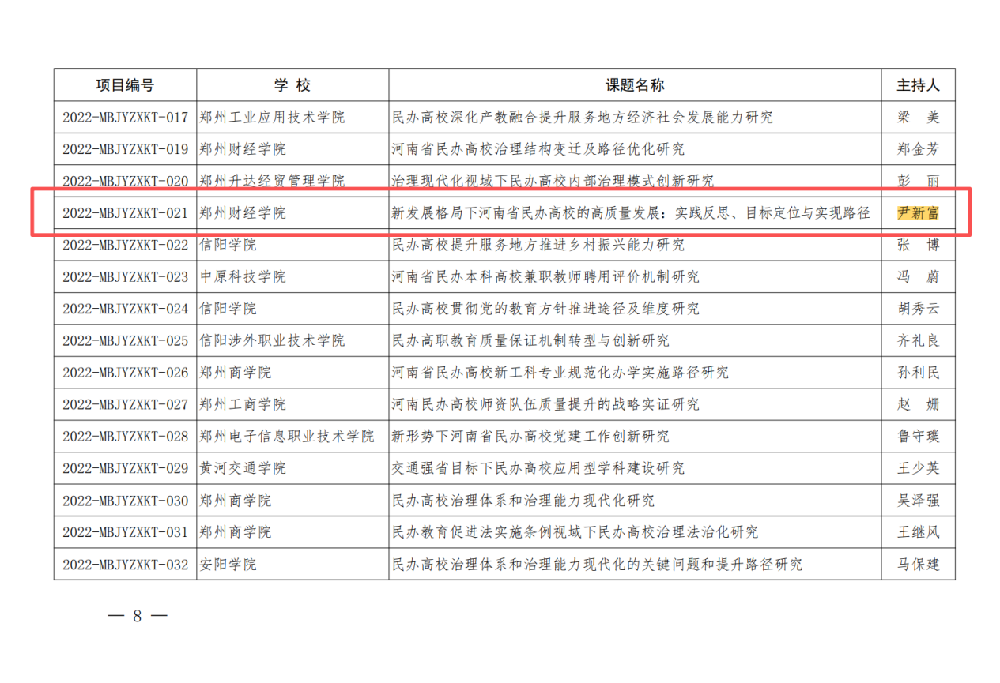 项目编号 学 校 课题名称 主持人
2022-MBJYZXKT-017 郑州工业应用技术学院 民办高校深化产教融合提升服务地方经济社会发展能力研究 梁 美
2022-MBJYZXKT-019 郑州财经学院 河南省民办高校治理结构变迁及路径优化研究 郑金芳
2022-MBJYZXKT-020 郑州升达经贸管理学院 治理现代化视域下民办高校内部治理模式创新研究 彭 丽
2022-MBJYZXKT-021 郑州财经学院 新发展格局下河南省民办高校的高质量发展：实践反思、目标定位与实现路径 尹新富
2022-MBJYZXKT-022 信阳学院 民办高校提升服务地方推进乡村振兴能力研究 张 博
2022-MBJYZXKT-023 中原科技学院 河南省民办本科高校兼职教师聘用评价机制研究 冯 蔚
2022-MBJYZXKT-024 信阳学院 民办高校贯彻党的教育方针推进途径及维度研究 胡秀云
2022-MBJYZXKT-025 信阳涉外职业技术学院 民办高职教育质量保证机制转型与创新研究 齐礼良
2022-MBJYZXKT-026 郑州商学院 河南省民办高校新工科专业规范化办学实施路径研究 孙利民
2022-MBJYZXKT-027 郑州工商学院 河南民办高校师资队伍质量提升的战略实证研究 赵 姗
2022-MBJYZXKT-028 郑州电子信息职业技术学院 新形势下河南省民办高校党建工作创新研究 鲁守璞
2022-MBJYZXKT-029 黄河交通学院 交通强省目标下民办高校应用型学科建设研究 王少英
2022-MBJYZXKT-030 郑州商学院 民办高校治理体系和治理能力现代化研究 吴泽强
2022-MBJYZXKT-031 郑州商学院 民办教育促进法实施条例视域下民办高校治理法治化研究 王继风
2022-MBJYZXKT-032 安阳学院 民办高校治理体系和治理能力现代化的关键问题和提升路径研究 马保建
— 8 —